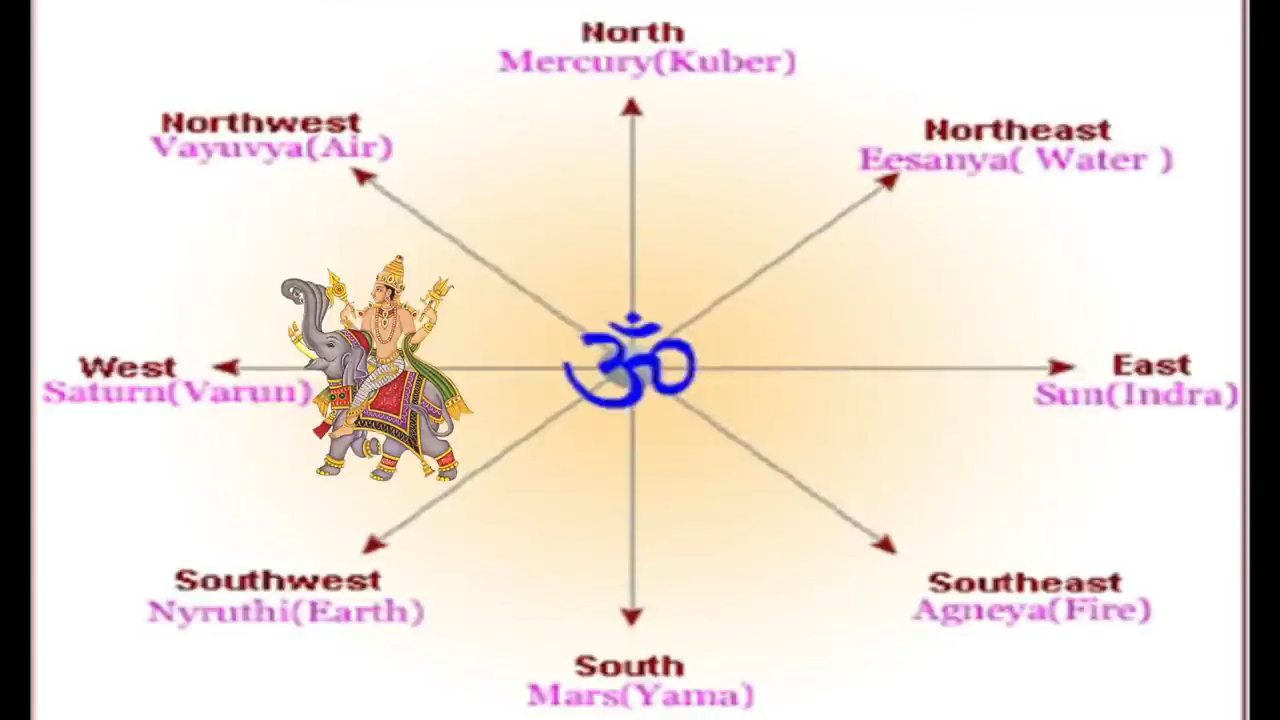 North
Mercury(Kuber)
Northwest
Vayuvya(Air)
Northeast
Eesanya( Water )
ॐ
West
Saturn(Varun)
East
Sun(Indra)
Southwest
Nyruthi(Earth)
Southeast
Agneya(Fire)
South
Mars(Yama)